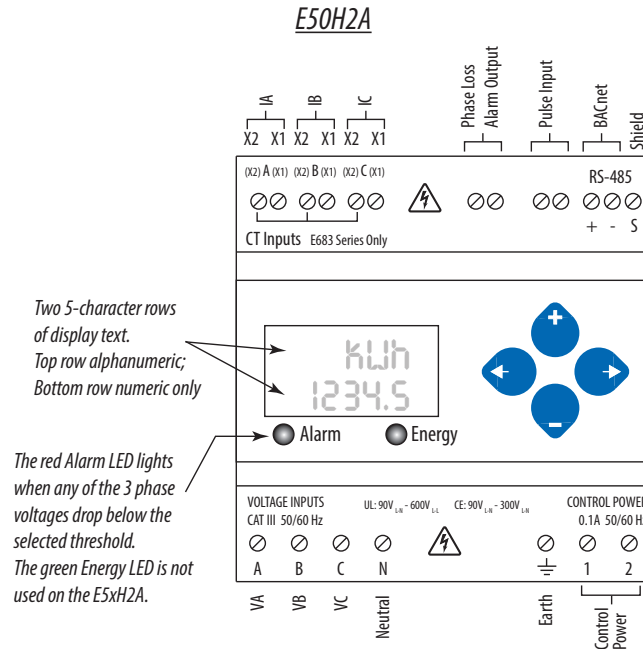 E50H2A
IA IB IC
Phase Loss
Alarm Output
Pulse Input
BACnet
Shield
X2 X1 X2 X1 X2 X1
(X2) A (X1) (X2) B (X1) (X2) C (X1)
RS-485
+ - S
CT Inputs E683 Series Only
Two 5-character rows
of display text.
Top row alphanumeric;
Bottom row numeric only
kWh
1234.5
Alarm Energy
+
-
The red Alarm LED lights
when any of the 3 phase
voltages drop below the
selected threshold.
The green Energy LED is not
used on the E5xH2A.
VOLTAGE INPUTS
CAT III 50/60 Hz
UL: 90V L-N - 600V L-L CE: 90V L-N - 300V L-N
CONTROL POWER
0.1A 50/60 H
A B C N 1 2
VA VB VC Neutral
Earth
Control
Power